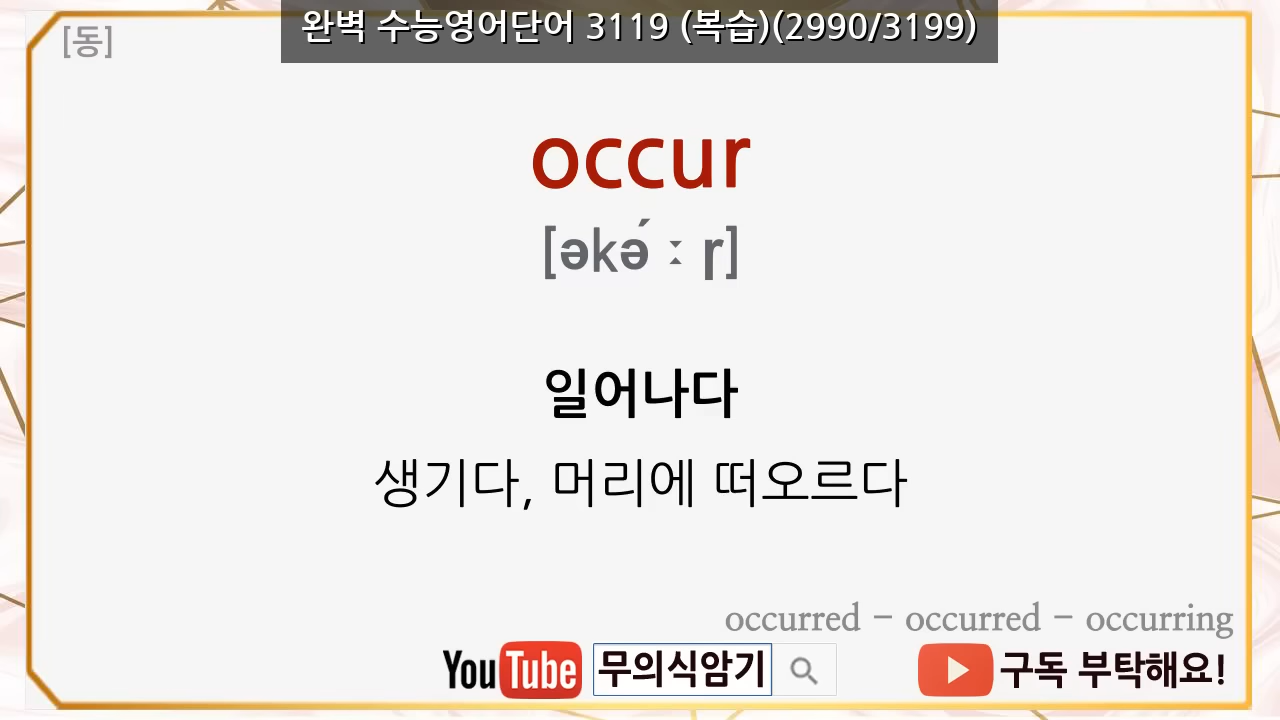 완벽 수능영어단어 3119 (복습)(2990/3199)
[동]
occur
[əkə́ːr]
일어나다
생기다, 머리에 떠오르다
occurred - occurred - occurring
YouTube 무의식암기 구독 부탁해요!